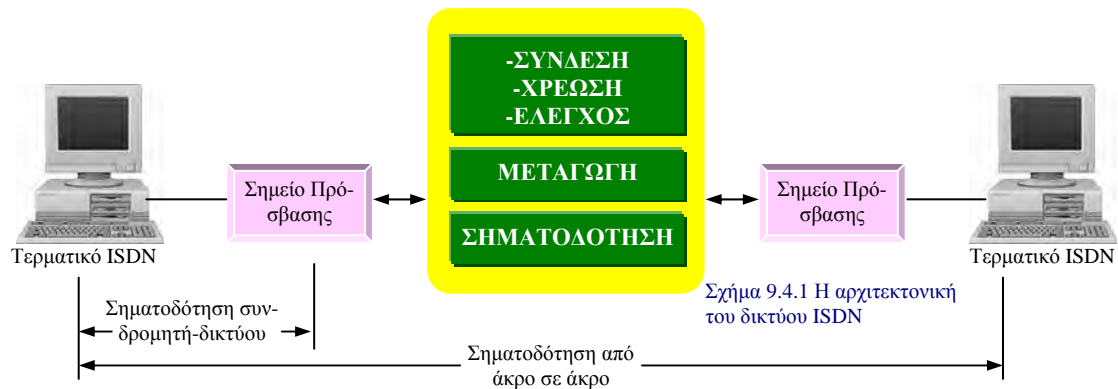 -ΣΥΝΔΕΣΗ
-ΧΡΕΩΣΗ
-ΕΛΕΓΧΟΣ
ΜΕΤΑΓΩΓΗ
ΣΗΜΑΤΟΔΟΤΗΣΗ
Σημείο Πρό-
σβασης
Σημείο Πρό-
σβασης
Τερματικό ISDN
Τερματικό ISDN
Σχήμα 9.4.1 Η αρχιτεκτονική
του δικτύου ISDN
Σηματοδότηση συν-
δρομητή-δικτύου
Σηματοδότηση από
άκρο σε άκρο